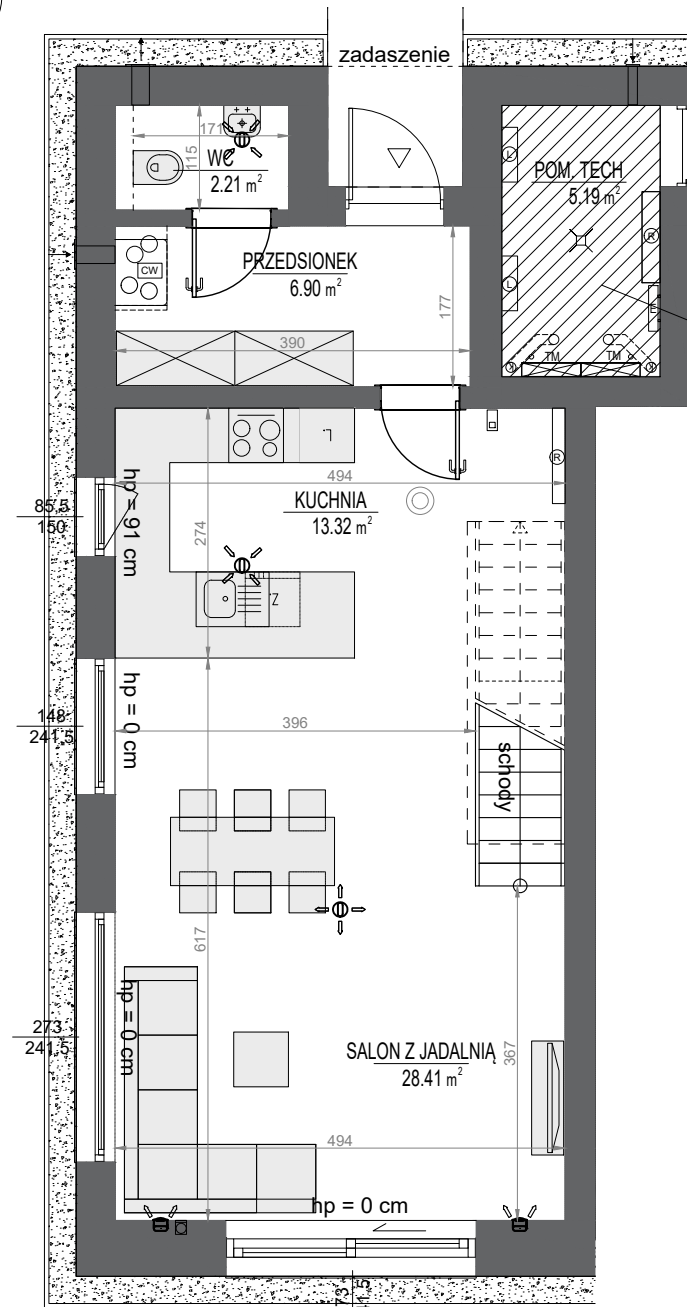 zadaszenie
171
115
WC
2.21 m²
POM. TECH
5.19 m²
L
R
L
E
CW
PRZEDSIONEK
6.90 m²
177
390
TM
TM
L.
494
R
hp = 91 cm
85,5
150
KUCHNIA
13.32 m²
274
Z.
hp = 0 cm
148
241,5
396
schody
617
hp = 0 cm
273
241,5
SALON Z JADALNIĄ
28.41 m²
367
494
hp = 0 cm